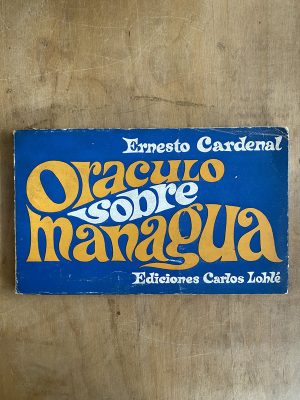 Ernesto Cardenal
Oraculo
sobre
managua
Ediciones Carlos Lohlé